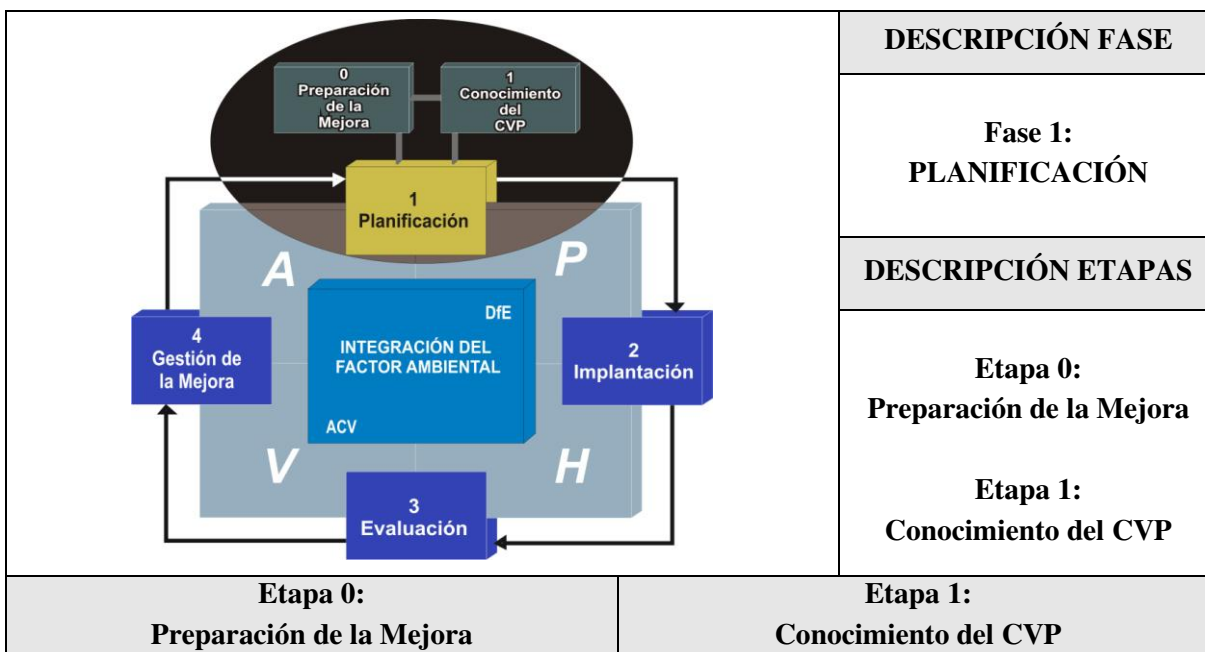 0
Preparación
de la
Mejora
1
Conocimiento
del
CVP
1
Planificación
A
P
DfE
INTEGRACIÓN DEL
FACTOR AMBIENTAL
ACV
4
Gestión de
la Mejora
2
Implantación
V
H
3
Evaluación
DESCRIPCIÓN FASE
Fase 1:
PLANIFICACIÓN
DESCRIPCIÓN ETAPAS
Etapa 0:
Preparación de la Mejora
Etapa 1:
Conocimiento del CVP
Etapa 0:
Preparación de la Mejora
Etapa 1:
Conocimiento del CVP